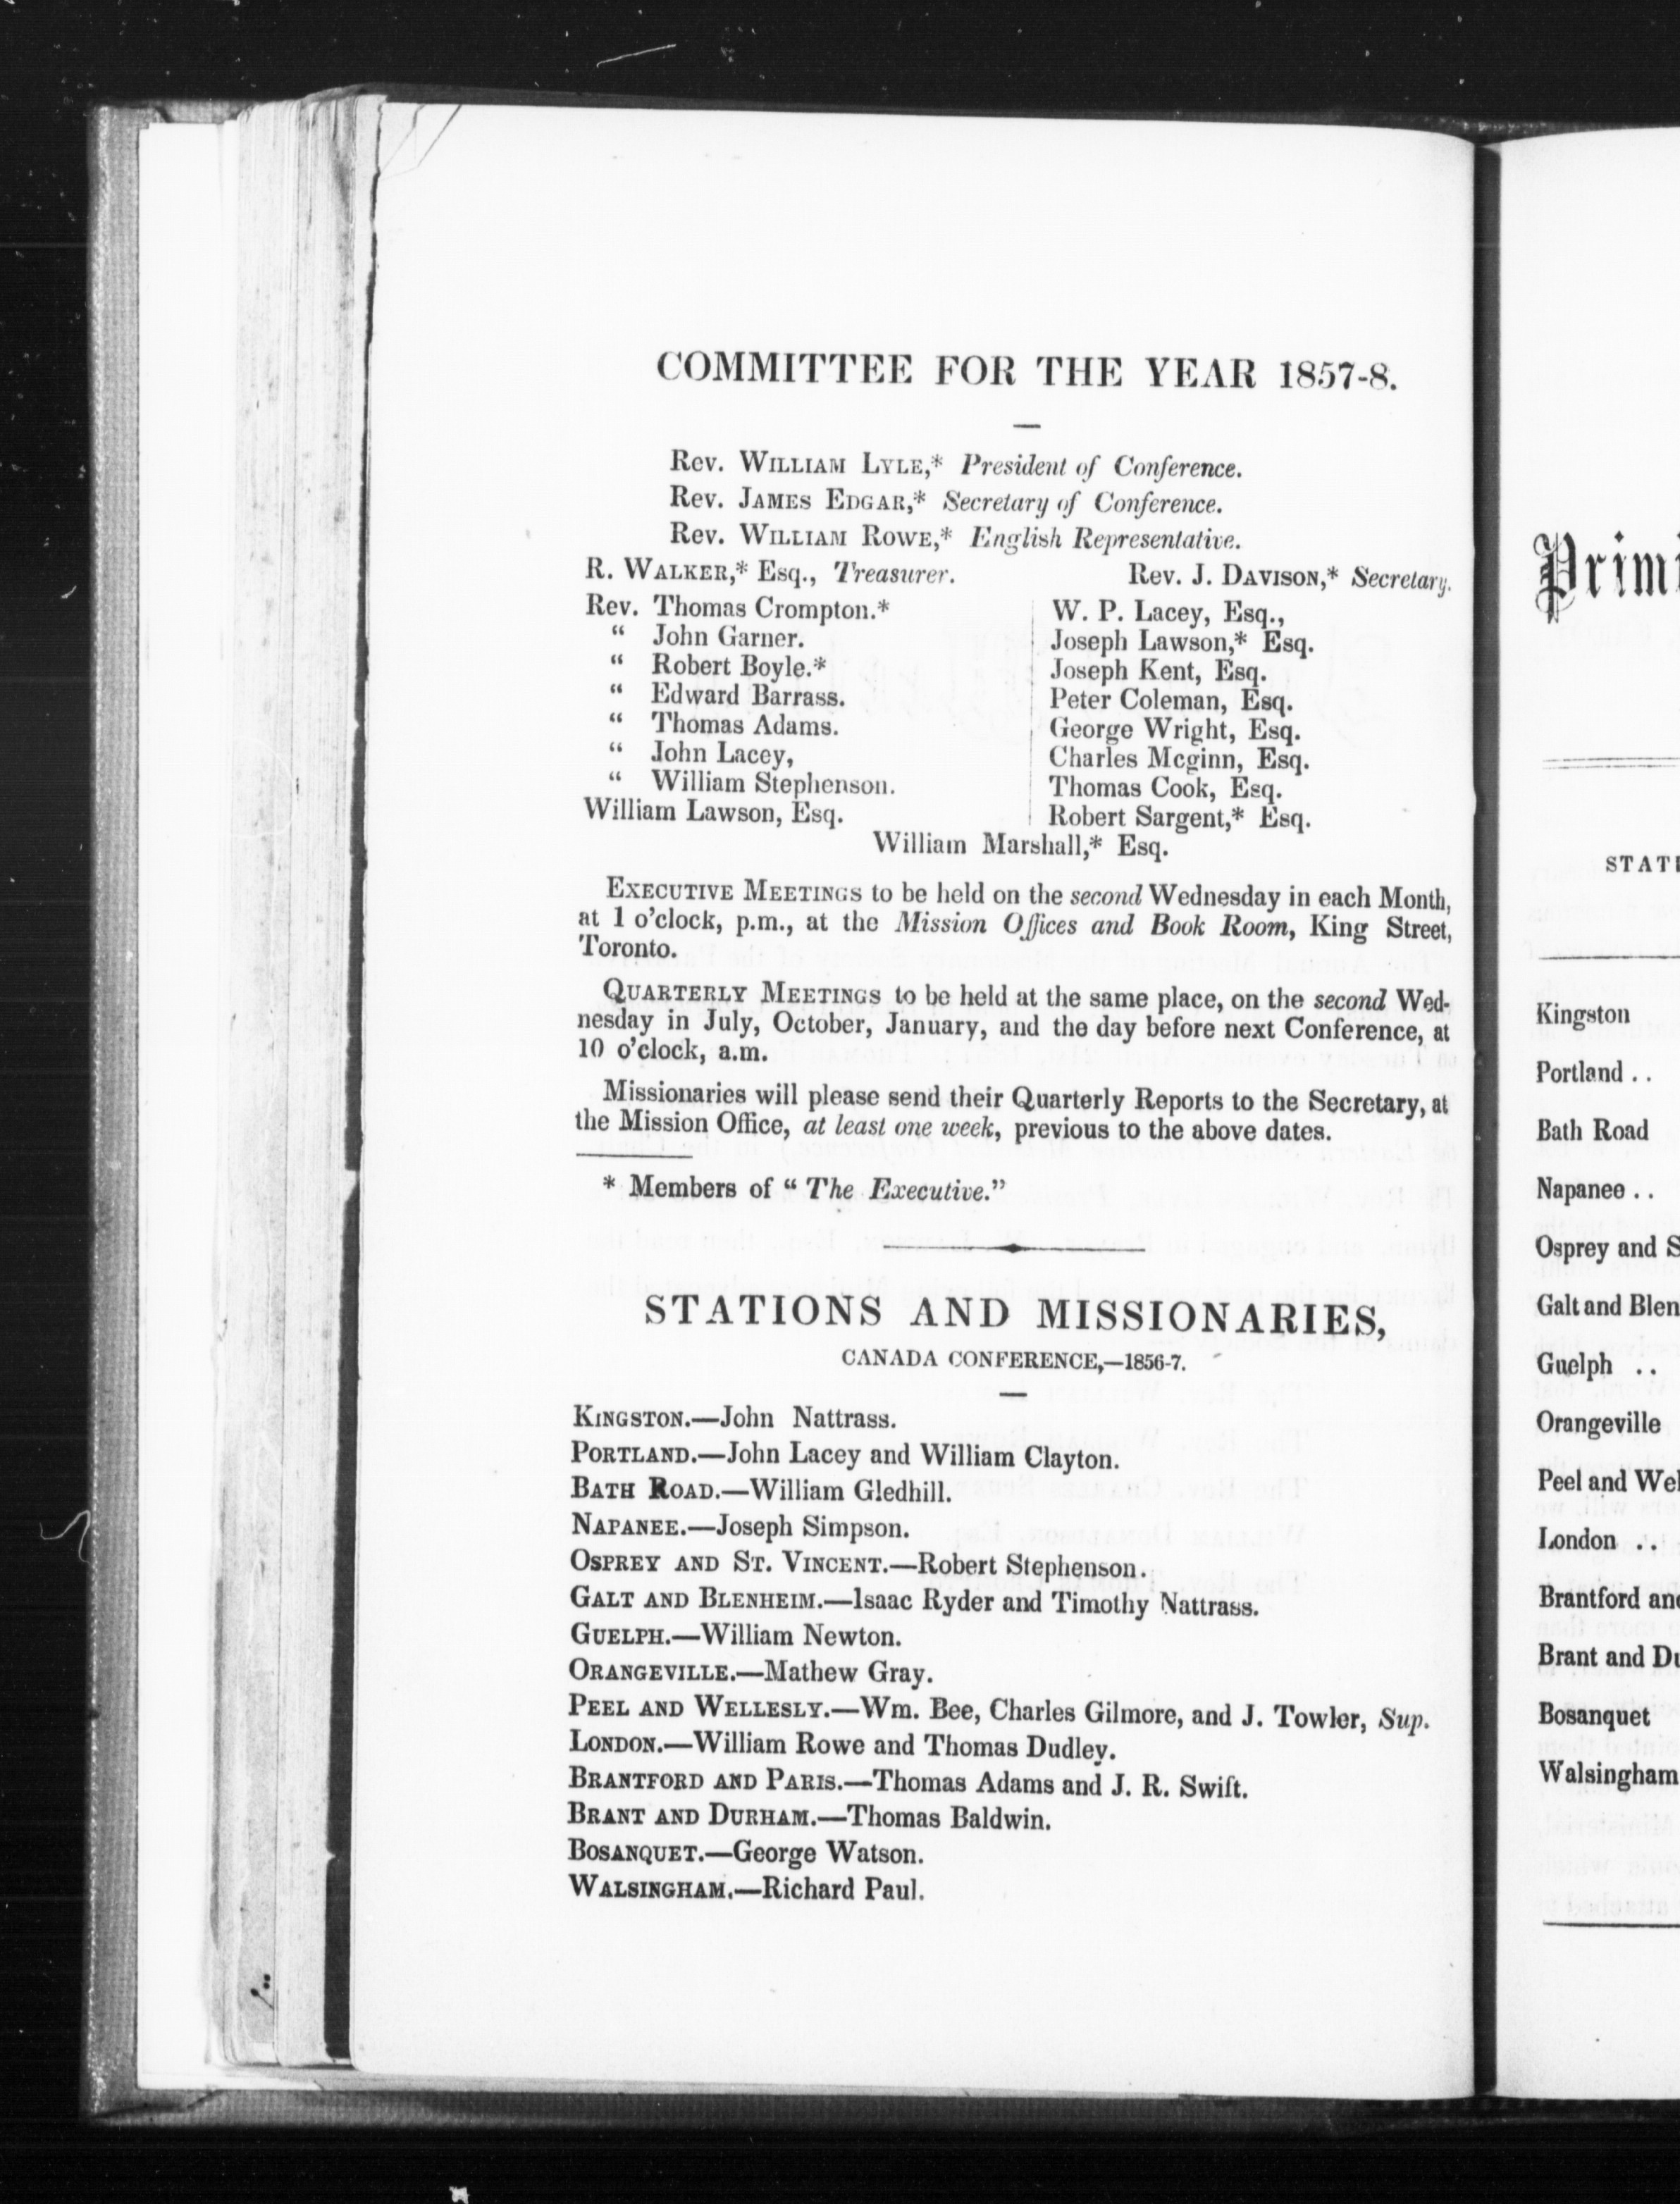 COMMITTEE FOR THE YEAR 1857-8.
Rev. WILLIAM LYLE,* President of Conference.
Rev. JAMES EDGAR,* Secretary of Conference.
Rev. WILLIAM ROWE,* English Representative.
R. WALKER,* Esq., Treasurer. Rev. J. DAVISON,* Secretary.
Rev. Thomas Crompton.*
“ John Garner.
“ Robert Boyle.*
“ Edward Barrass.
“ Thomas Adams.
“ John Lacey,
“ William Stephenson.
William Lawson, Esq.
W. P. Lacey, Esq.,
Joseph Lawson,* Esq.
Joseph Kent, Esq.
Peter Coleman, Esq.
George Wright, Esq.
Charles Mcginn, Esq.
Thomas Cook, Esq.
Robert Sargent,* Esq.
William Marshall,* Esq.
EXECUTIVE MEETINGS to be held on the second Wednesday in each Month,
at 1 o’clock, p.m., at the Mission Offices and Book Room, King Street,
Toronto.
QUARTERLY MEETINGS to be held at the same place, on the second Wed-
nesday in July, October, January, and the day before next Conference, at
10 o’clock, a.m.
Missionaries will please send their Quarterly Reports to the Secretary, at
the Mission Office, at least one week, previous to the above dates.
* Members of “ The Executive.”
STATIONS AND MISSIONARIES,
CANADA CONFERENCE,—1856-7.
KINGSTON.—John Nattrass.
PORTLAND.—John Lacey and William Clayton.
BATH ROAD.—William Gledhill.
NAPANEE.—Joseph Simpson.
OSPREY AND ST. VINCENT.—Robert Stephenson.
GALT AND BLENHEIM.—Isaac Ryder and Timothy Nattrass.
GUELPH.—William Newton.
ORANGEVILLE.—Mathew Gray.
PEEL AND WELLESLY.—Wm. Bee, Charles Gilmore, and J. Towler, Sup.
LONDON.—William Rowe and Thomas Dudley.
BRANTFORD AND PARIS.—Thomas Adams and J. R. Swift.
BRANT AND DURHAM.—Thomas Baldwin.
BOSANQUET.—George Watson.
WALSINGHAM.—Richard Paul.
Primi
STATE
Kingston
Portland . .
Bath Road
Napanee . .
Osprey and S
Galt and Blen
Guelph . .
Orangeville
Peel and Wel
London . .
Brantford and
Brant and Du
Bosanquet
Walsingham